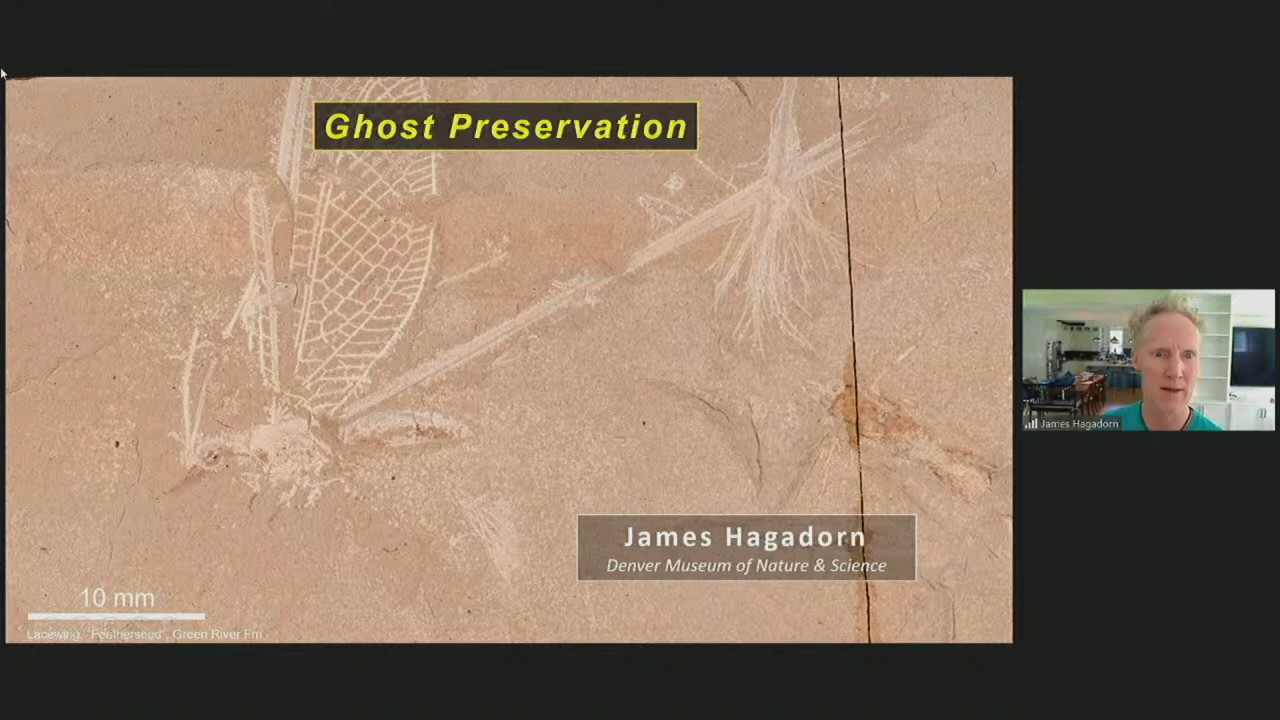 Ghost Preservation
James Hagadorn
Denver Museum of Nature & Science
10 mm
Lacewing, "Featherseed", Green River Fm
James Hagadorn